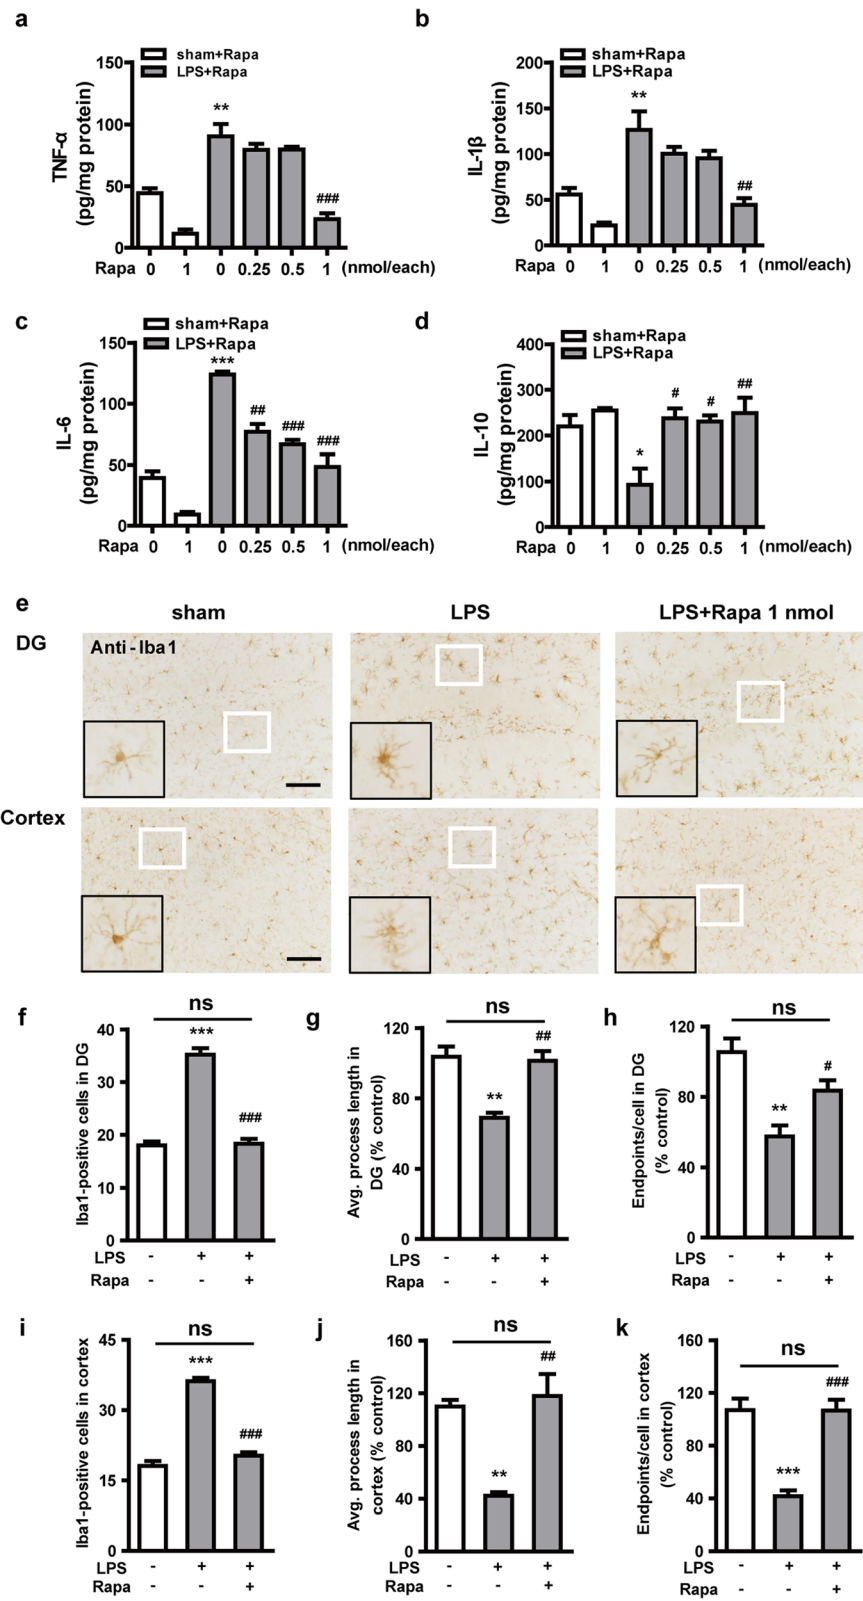 a
sham+Rapa
LPS+Rapa
TNF-α
(pg/mg protein)
150
100
50
0
**
###
Rapa 0 1 0 0.25 0.5 1 (nmol/each)
b
sham+Rapa
LPS+Rapa
IL-1β
(pg/mg protein)
200
150
100
50
0
**
##
Rapa 0 1 0 0.25 0.5 1 (nmol/each)
c
sham+Rapa
LPS+Rapa
IL-6
(pg/mg protein)
150
100
50
0
***
##
###
###
Rapa 0 1 0 0.25 0.5 1 (nmol/each)
d
sham+Rapa
LPS+Rapa
IL-10
(pg/mg protein)
400
300
200
100
0
*
#
#
##
Rapa 0 1 0 0.25 0.5 1 (nmol/each)
e
sham LPS LPS+Rapa 1 nmol
DG
Anti-Iba1
Cortex
f
Iba1-positive cells in DG
40
30
20
10
0
ns
***
###
LPS - + +
Rapa - - +
g
Avg. process length in
DG (% control)
120
80
40
0
ns
**
##
LPS - + +
Rapa - - +
h
Endpoints/cell in DG
(% control)
120
80
40
0
ns
**
#
LPS - + +
Rapa - - +
i
Iba1-positive cells in cortex
45
30
15
0
ns
***
###
LPS - + +
Rapa - - +
j
Avg. process length in
cortex (% control)
160
120
80
40
0
ns
**
##
LPS - + +
Rapa - - +
k
Endpoints/cell in cortex
(% control)
160
120
80
40
0
ns
***
###
LPS - + +
Rapa - - +